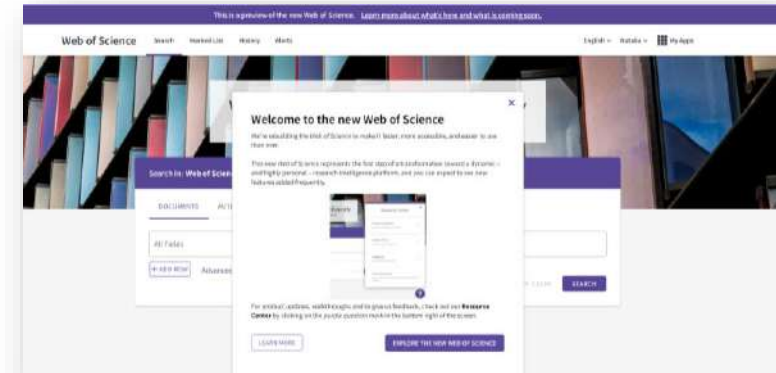 This is a preview of the new Web of Science. Learn more about what's here and what is coming soon.
Web of Science Search Marked List History Alerts English Natalie My Apps
Welcome to the new Web of Science
We're rebuilding the Web of Science to make it faster, more accessible, and easier to use
than ever.
This new Web of Science represents the first step of a transformation toward a dynamic –
and highly personal – research intelligence platform, and you can expect to see new
features added frequently.
Search in: Web of Scien
DOCUMENTS
All Fields
+ ADD ROW Advanced
CLEAR SEARCH
For product updates, walkthroughs and to give us feedback, check out our Resource
Center by clicking on the purple question mark in the bottom right of the screen.
LEARN MORE EXPLORE THE NEW WEB OF SCIENCE